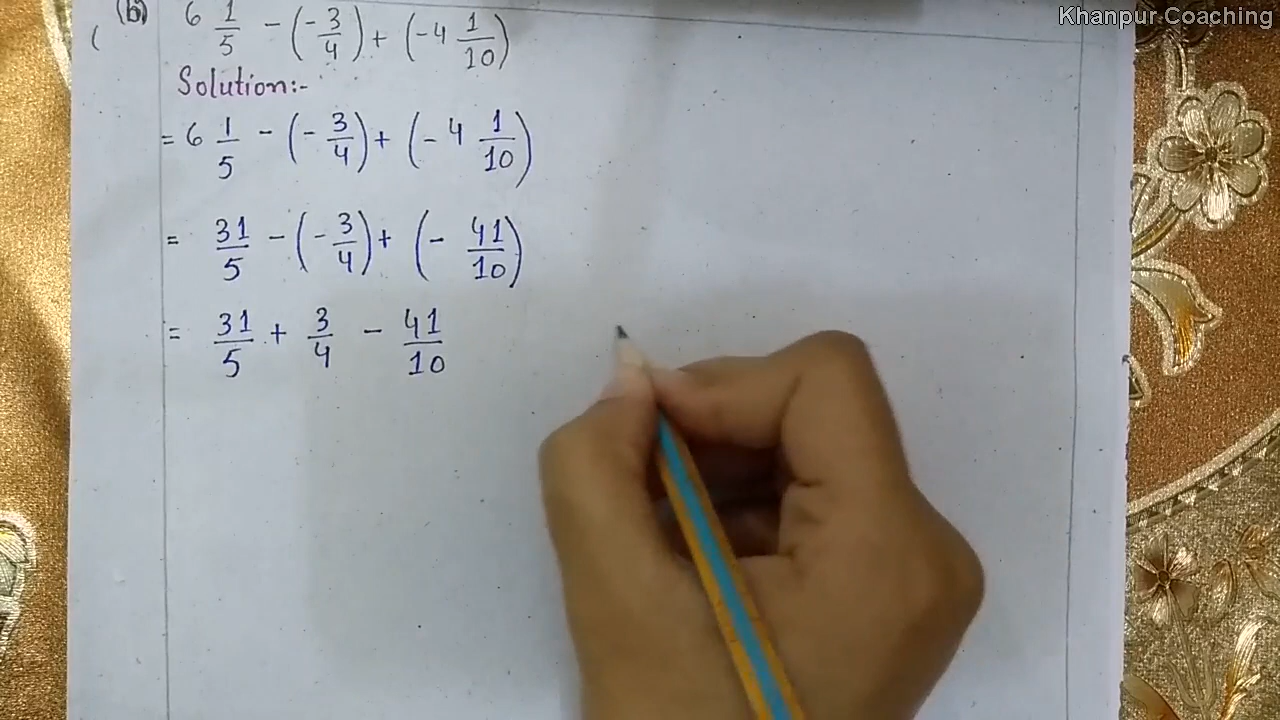 Khanpur Coaching
(b) 6 1/5 - (-3/4) + (-4 1/10)
Solution:-
= 6 1/5 - (-3/4) + (-4 1/10)
= 31/5 - (-3/4) + (- 41/10)
= 31/5 + 3/4 - 41/10